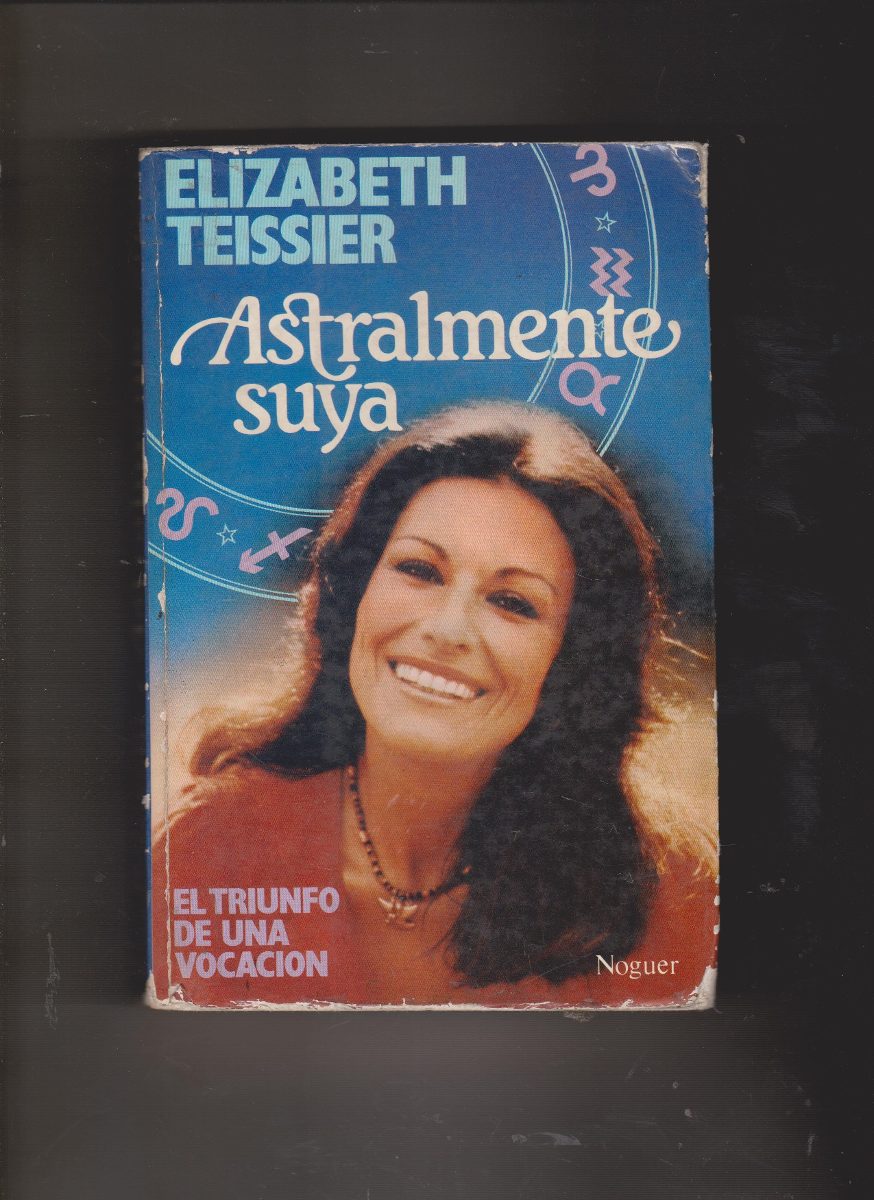 ELIZABETH
TEISSIER
Astralmente
suya
EL TRIUNFO
DE UNA
VOCACION
Noguer